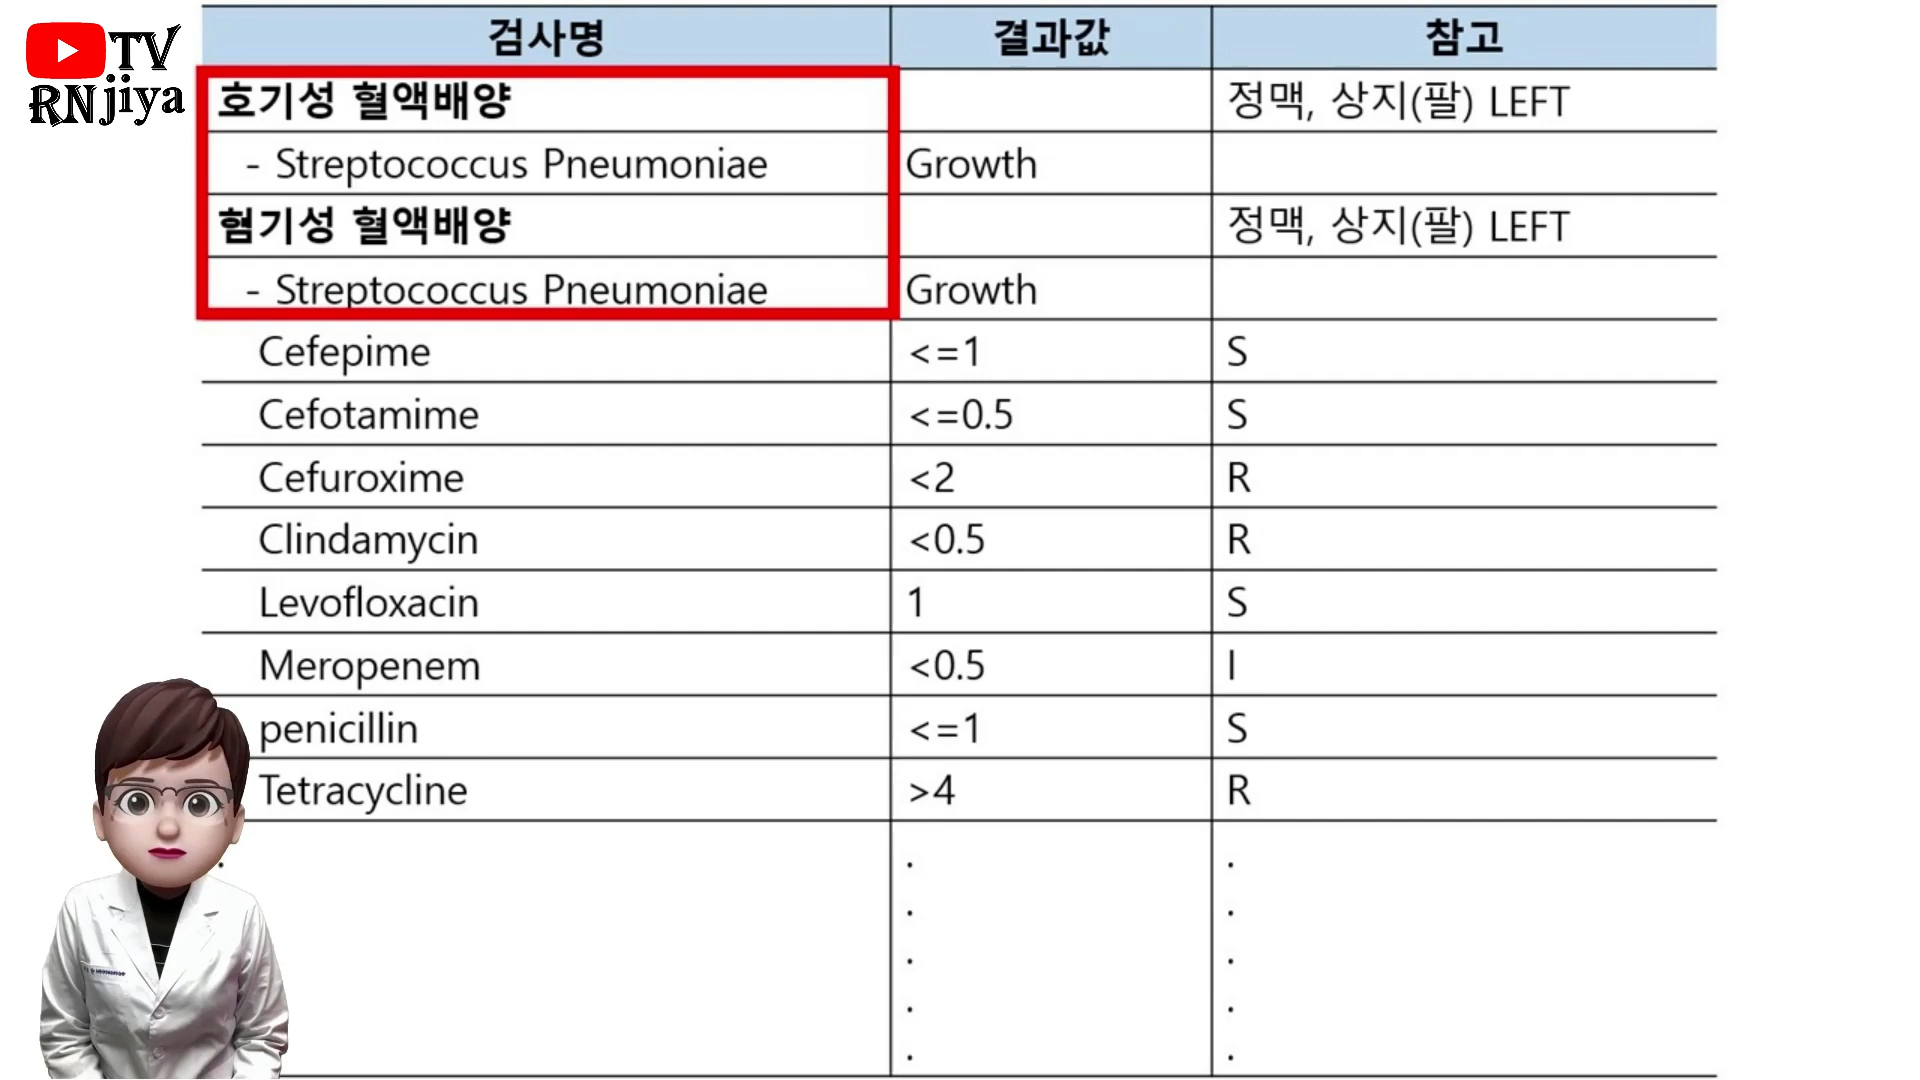 TV
RNjiya
검사명 결과값 참고
호기성 혈액배양 정맥, 상지(팔) LEFT
- Streptococcus Pneumoniae Growth
혐기성 혈액배양 정맥, 상지(팔) LEFT
- Streptococcus Pneumoniae Growth
Cefepime <=1 S
Cefotamime <=0.5 S
Cefuroxime <2 R
Clindamycin <0.5 R
Levofloxacin 1 S
Meropenem <0.5 I
penicillin <=1 S
Tetracycline >4 R
. . .
. .
. .
. .
. .